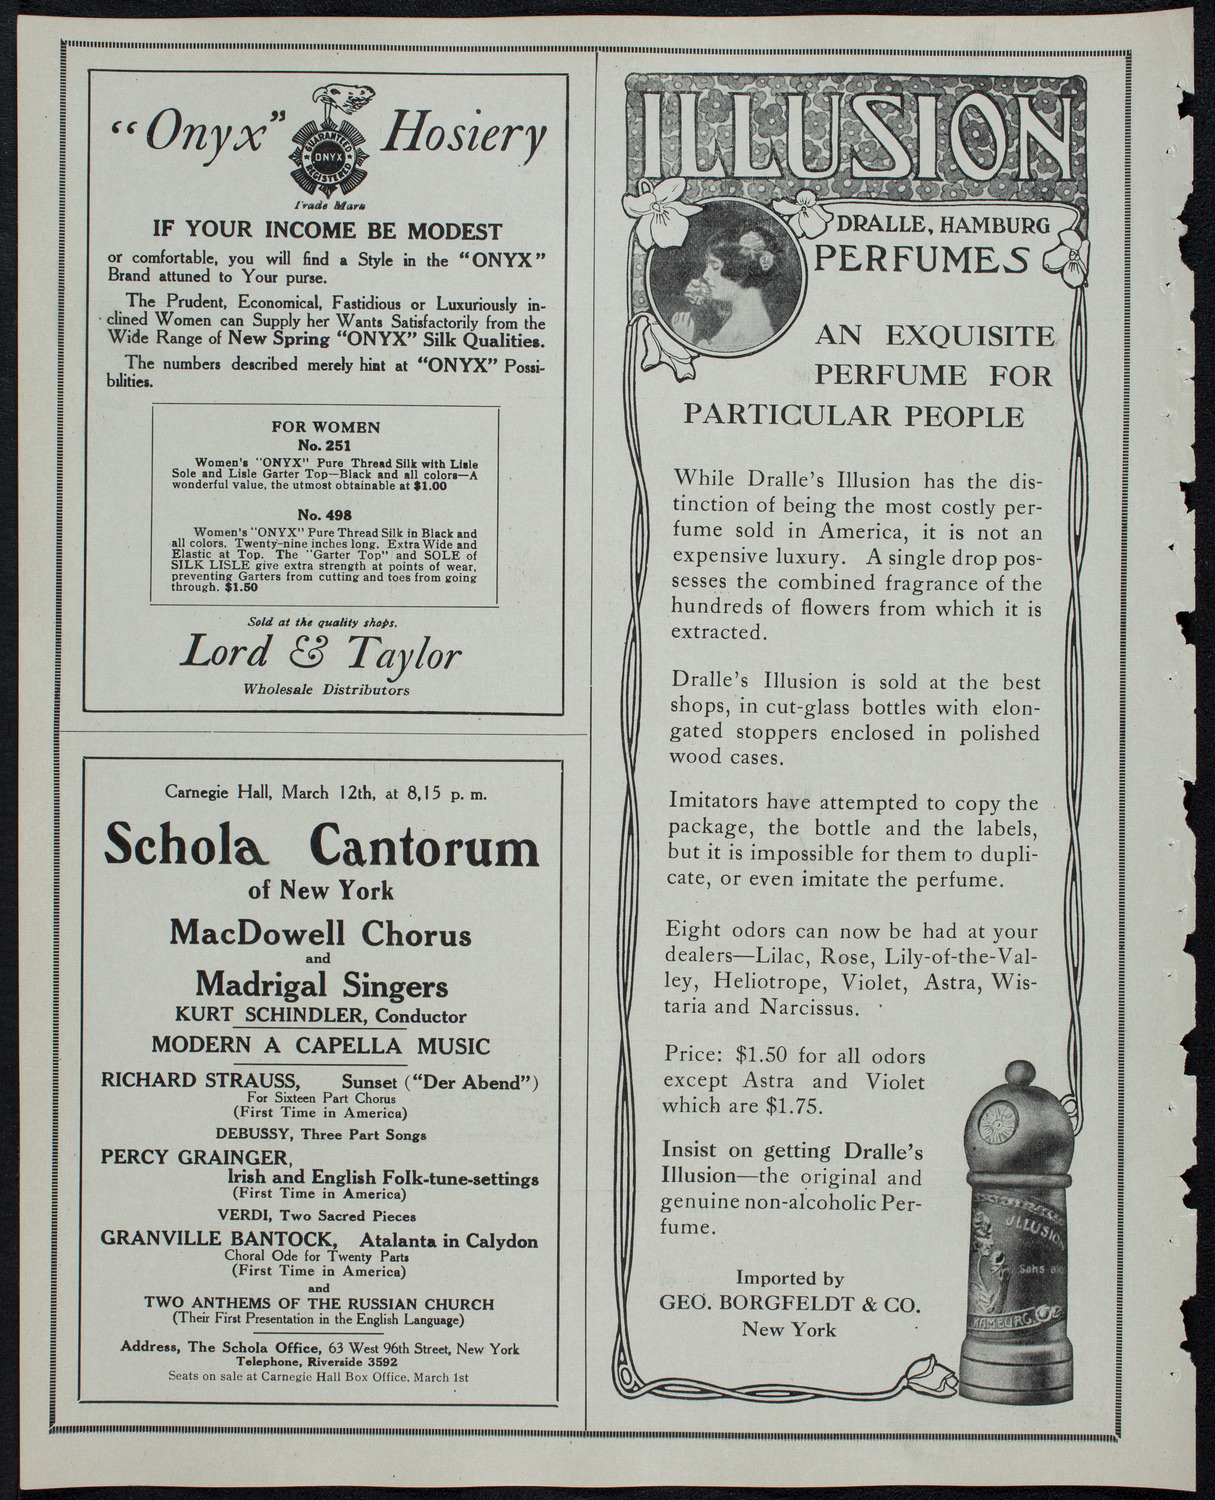 "Onyx" Hosiery
GUARANTEED
ONYX
REGISTERED
Trade Mark
IF YOUR INCOME BE MODEST
or comfortable, you will find a Style in the "ONYX"
Brand attuned to Your purse.
The Prudent, Economical, Fastidious or Luxuriously in-
clined Women can Supply her Wants Satisfactorily from the
Wide Range of New Spring "ONYX" Silk Qualities.
The numbers described merely hint at "ONYX" Possi-
bilities.
FOR WOMEN
No. 251
Women's "ONYX" Pure Thread Silk with Lisle
Sole and Lisle Garter Top—Black and all colors—A
wonderful value, the utmost obtainable at $1.00
No. 498
Women's "ONYX" Pure Thread Silk in Black and
all colors. Twenty-nine inches long. Extra Wide and
Elastic at Top. The "Garter Top" and SOLE of
SILK LISLE give extra strength at points of wear,
preventing Garters from cutting and toes from going
through. $1.50
Sold at the quality shops.
Lord & Taylor
Wholesale Distributors
Carnegie Hall, March 12th, at 8,15 p. m.
Schola Cantorum
of New York
MacDowell Chorus
and
Madrigal Singers
KURT SCHINDLER, Conductor
MODERN A CAPELLA MUSIC
RICHARD STRAUSS, Sunset ("Der Abend")
For Sixteen Part Chorus
(First Time in America)
DEBUSSY, Three Part Songs
PERCY GRAINGER,
Irish and English Folk-tune-settings
(First Time in America)
VERDI, Two Sacred Pieces
GRANVILLE BANTOCK, Atalanta in Calydon
Choral Ode for Twenty Parts
(First Time in America)
and
TWO ANTHEMS OF THE RUSSIAN CHURCH
(Their First Presentation in the English Language)
Address, The Schola Office, 63 West 96th Street, New York
Telephone, Riverside 3592
Seats on sale at Carnegie Hall Box Office, March 1st
ILLUSION
DRALLE, HAMBURG
PERFUMES
AN EXQUISITE
PERFUME FOR
PARTICULAR PEOPLE
While Dralle's Illusion has the dis-
tinction of being the most costly per-
fume sold in America, it is not an
expensive luxury. A single drop pos-
sesses the combined fragrance of the
hundreds of flowers from which it is
extracted.
Dralle's Illusion is sold at the best
shops, in cut-glass bottles with elon-
gated stoppers enclosed in polished
wood cases.
Imitators have attempted to copy the
package, the bottle and the labels,
but it is impossible for them to dupli-
cate, or even imitate the perfume.
Eight odors can now be had at your
dealers—Lilac, Rose, Lily-of-the-Val-
ley, Heliotrope, Violet, Astra, Wis-
taria and Narcissus.
Price: $1.50 for all odors
except Astra and Violet
which are $1.75.
Insist on getting Dralle's
Illusion—the original and
genuine non-alcoholic Per-
fume.
Imported by
GEO. BORGFELDT & CO.
New York
ILLUSION
Sans
HAMBURG